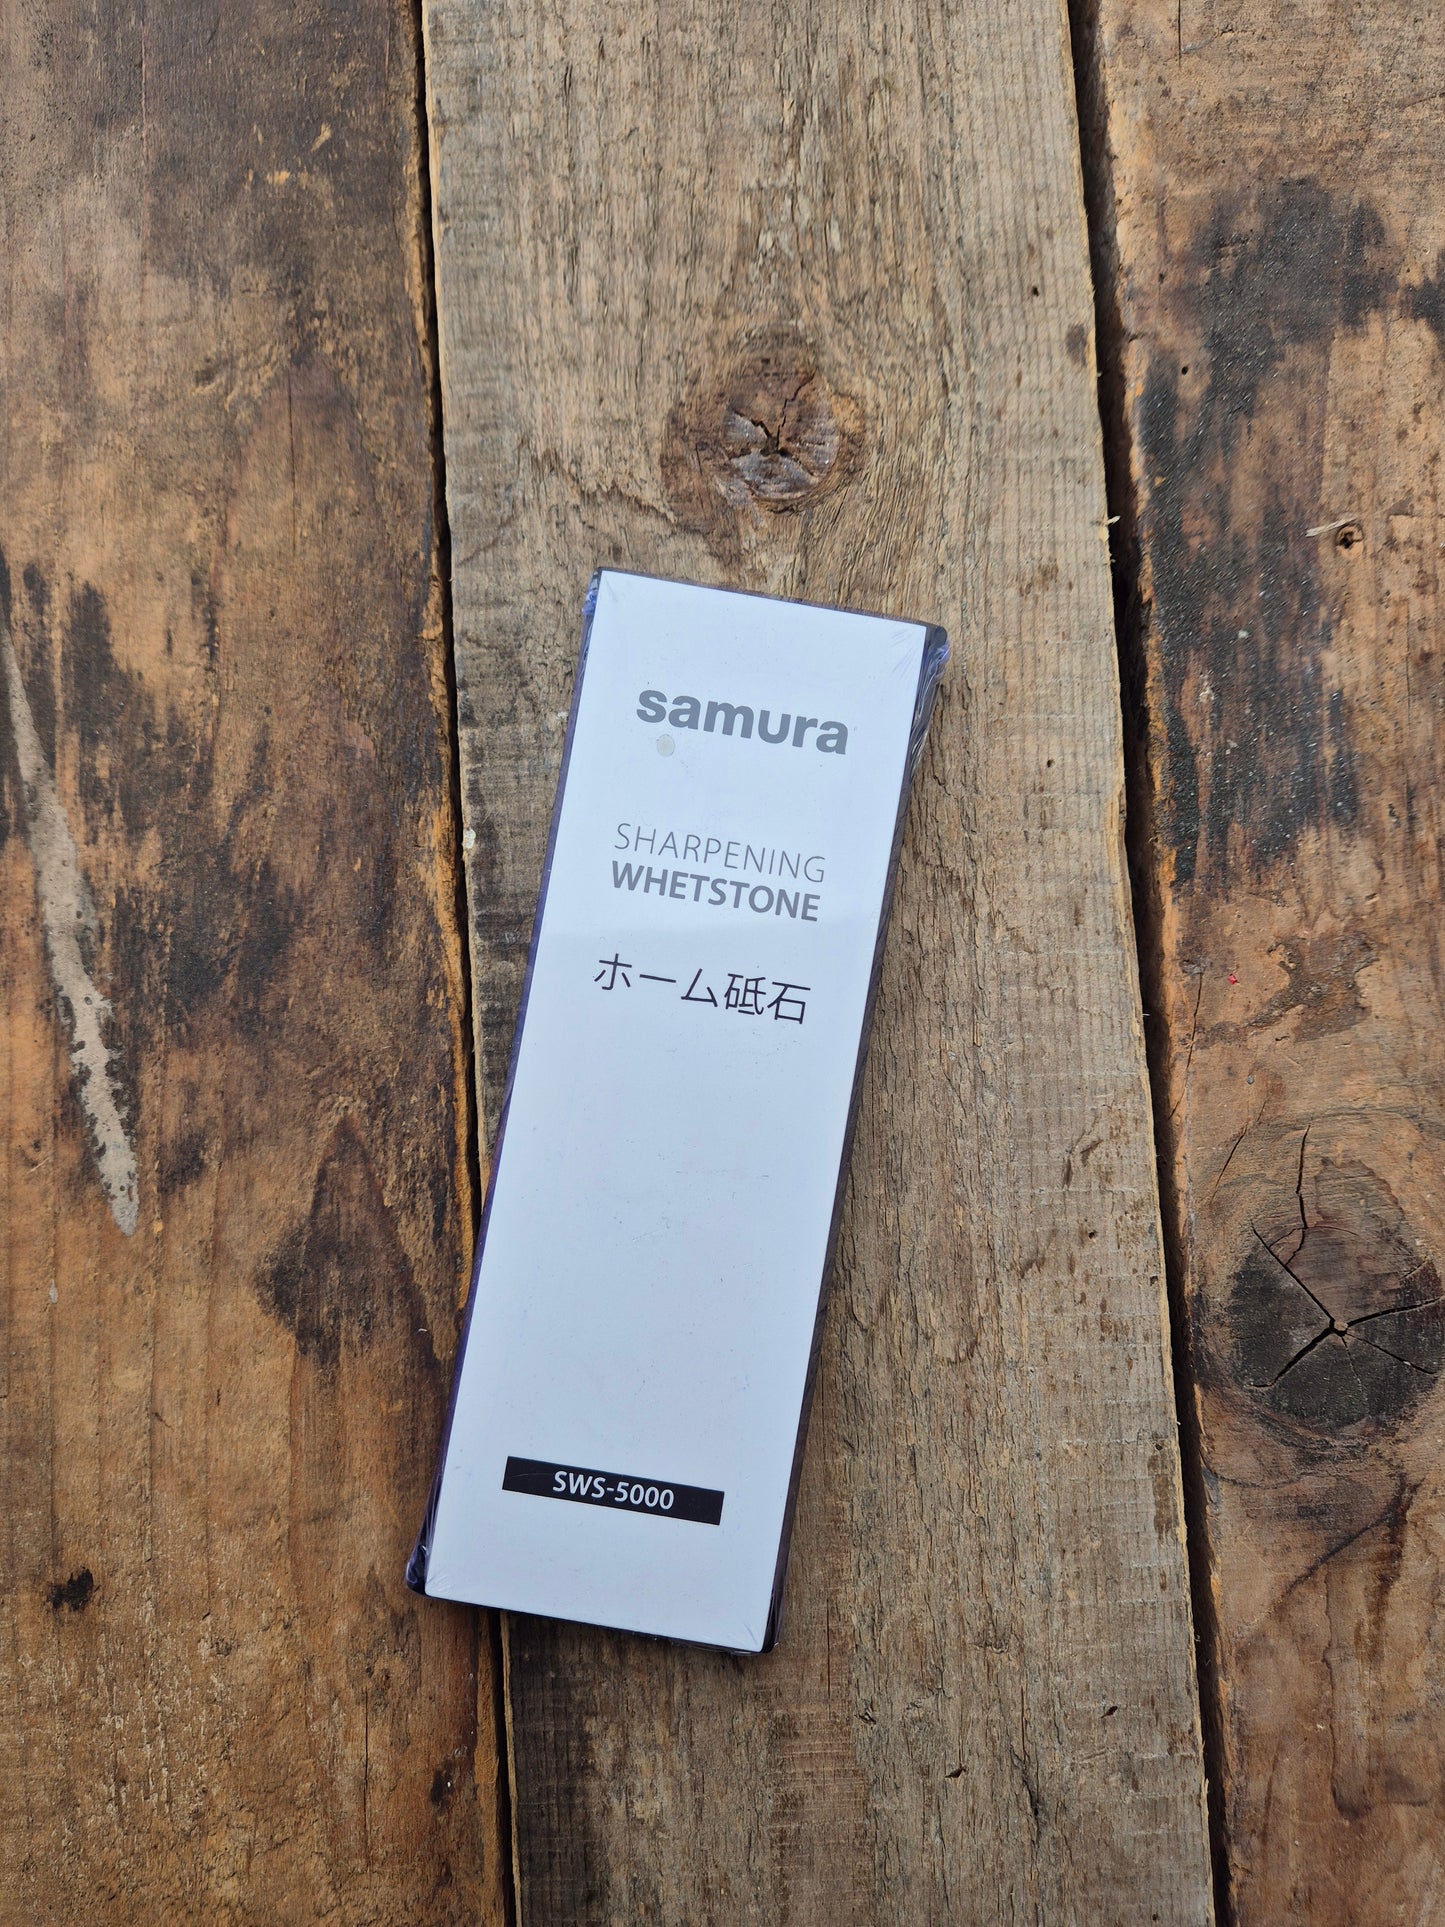 samura
SHARPENING
WHETSTONE
ホーム砥石
SWS-5000